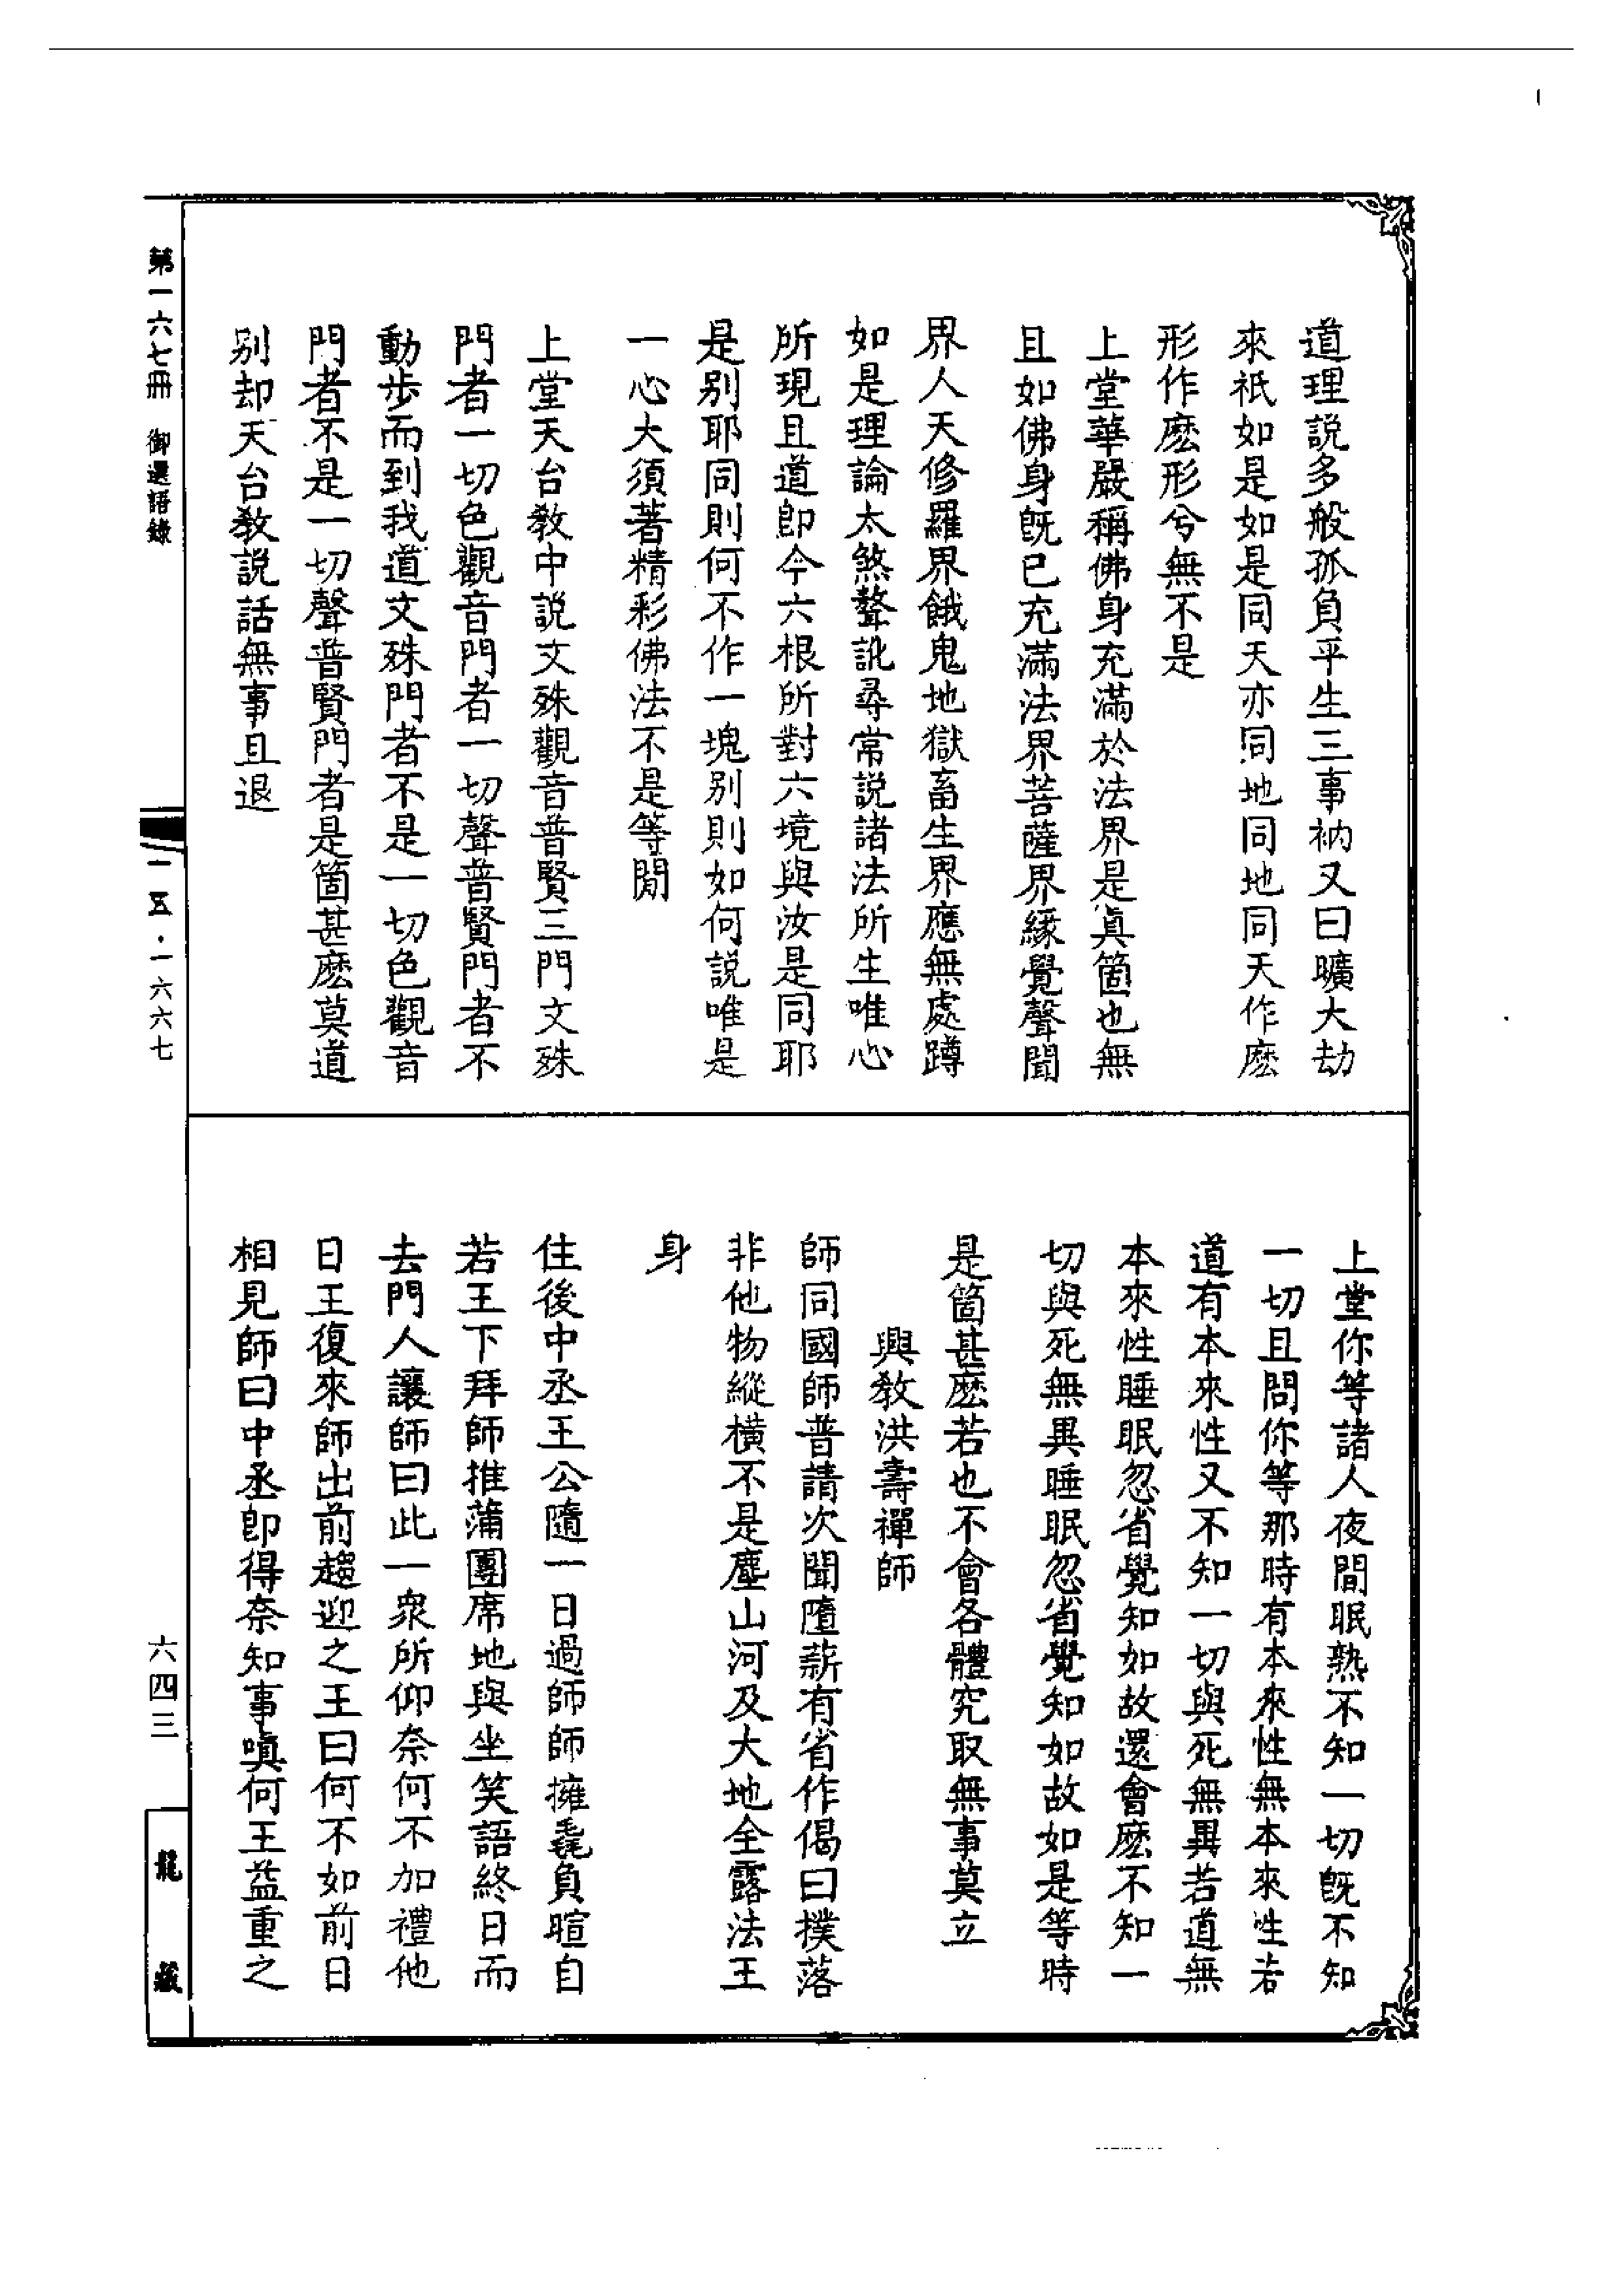 道理說多般孤負平生三事衲又曰曠大劫
來祇如是如是同天亦同地同地同天作麽
形作麽形兮無不是
上堂華嚴稱佛身充滿於法界是眞箇也無
且如佛身旣已充滿法界菩薩界緣覺聲聞
界人天修羅界餓鬼地獄畜生界應無處蹲
如是理論太煞聱訛尋常說諸法所生唯心
所現且道卽今六根所對六境與汝是同耶
是别耶同則何不作一塊别則如何說唯是
一心大須著精彩佛法不是等閒
上堂天台敎中說文殊觀音普賢三門文殊
門者一切色觀音門者一切聲普賢門者不
動步而到我道文殊門者不是一切色觀音
門者不是一切聲普賢門者是箇甚麽莫道
别却天台敎說話無事且退
上堂你等諸人夜間眠熟不知一切旣不知
一切且問你等那時有本來性無本來性若
道有本來性又不知一切與死無異若道無
本來性睡眠忽省覺知如故還會麽不知一
切與死無異睡眠忽省覺知如故如是等時
是箇甚麽若也不會各體究取無事莫立
興敎洪壽禪師
師同國師普請次聞墮薪有省作偈曰撲落
非他物縱橫不是塵山河及大地全露法王
身
住後中丞王公隨一日過師師擁毳負暄自
若王下拜師推蒲團席地與坐笑語終日而
去門人讓師曰此一衆所仰奈何不加禮他
日王復來師出前趨迎之王曰何不如前日
相見師曰中丞卽得奈知事嗔何王益重之
第一六七冊 御選語錄
一五·一六六七
六四三
龍藏